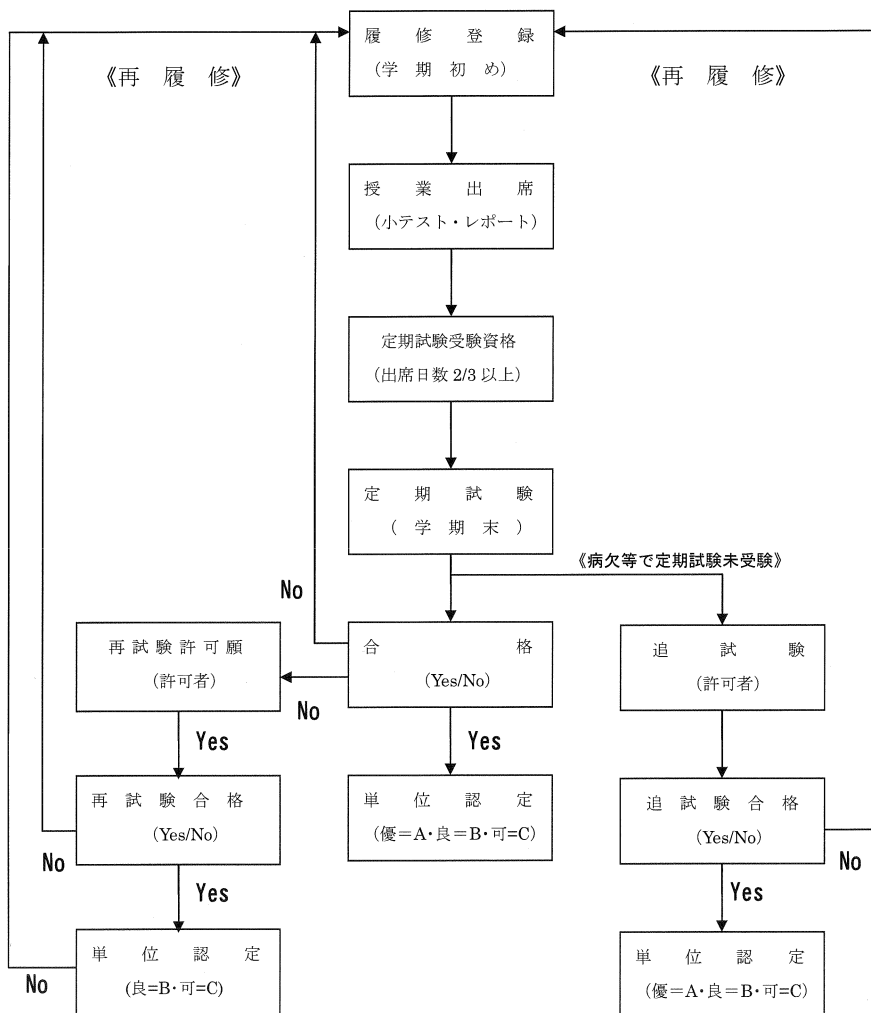 履修登録
(学期初め)
《再履修》
《再履修》
授業出席
(小テスト・レポート)
定期試験受験資格
(出席日数 2/3 以上)
定期試験
(学期末)
《病欠等で定期試験未受験》
No
再試験許可願
(許可者)
合格
(Yes/No)
追試験
(許可者)
No
Yes
Yes
再試験合格
(Yes/No)
単位認定
(優=A・良=B・可=C)
追試験合格
(Yes/No)
No
Yes
Yes
No
単位認定
(良=B・可=C)
No
単位認定
(優=A・良=B・可=C)